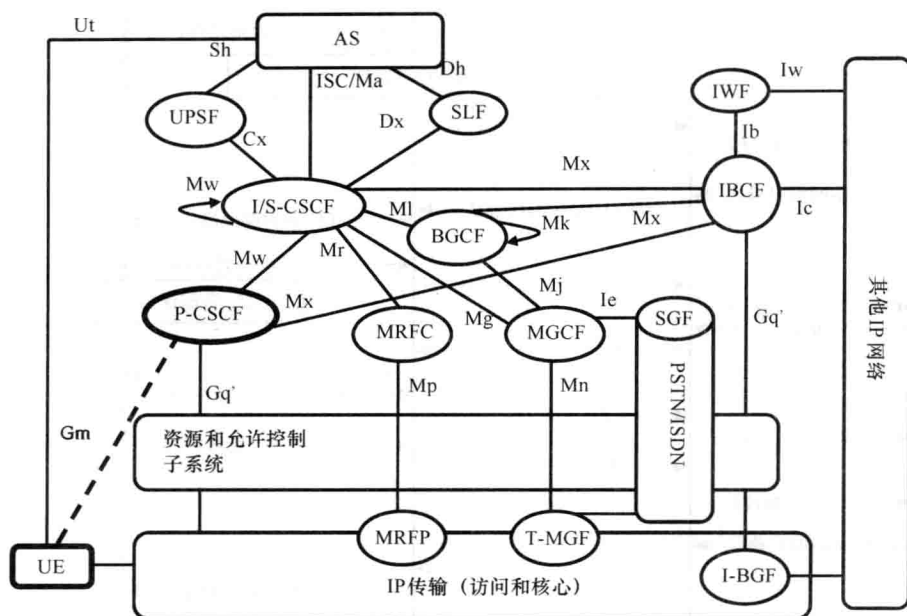 Ut
AS
Sh
ISC/Ma
Dh
Iw
IWF
UPSF
SLF
Dx
Ib
Cx
Mx
Mw
I/S-CSCF
IBCF
Ml
Mk
Mx
Ic
BGCF
Mw
Mr
Mj
P-CSCF
Mx
Ie
SGF
Mg
MRFC
MGCF
Gq'
其他IP网络
Gq'
Mp
Mn
PSTN/ISDN
Gm
资源和允许控制
子系统
MRFP
T-MGF
UE
I-BGF
IP传输（访问和核心）